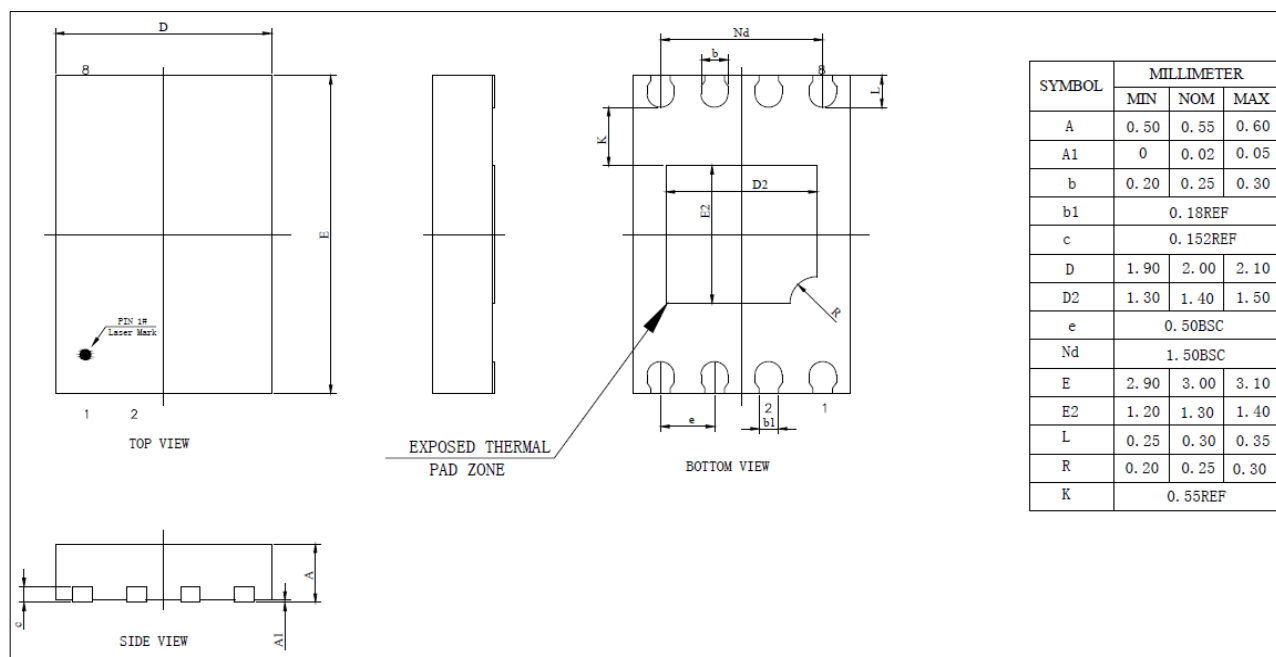 D
8
E
PIN 1#
Laser Mark
1 2
TOP VIEW
Nd
b
8
L
K
D2
E2
R
EXPOSED THERMAL
PAD ZONE
e
2
b1
1
BOTTOM VIEW
A
c
A1
SIDE VIEW
SYMBOL MILLIMETER
MIN NOM MAX
A 0.50 0.55 0.60
A1 0 0.02 0.05
b 0.20 0.25 0.30
b1 0.18REF
c 0.152REF
D 1.90 2.00 2.10
D2 1.30 1.40 1.50
e 0.50BSC
Nd 1.50BSC
E 2.90 3.00 3.10
E2 1.20 1.30 1.40
L 0.25 0.30 0.35
R 0.20 0.25 0.30
K 0.55REF